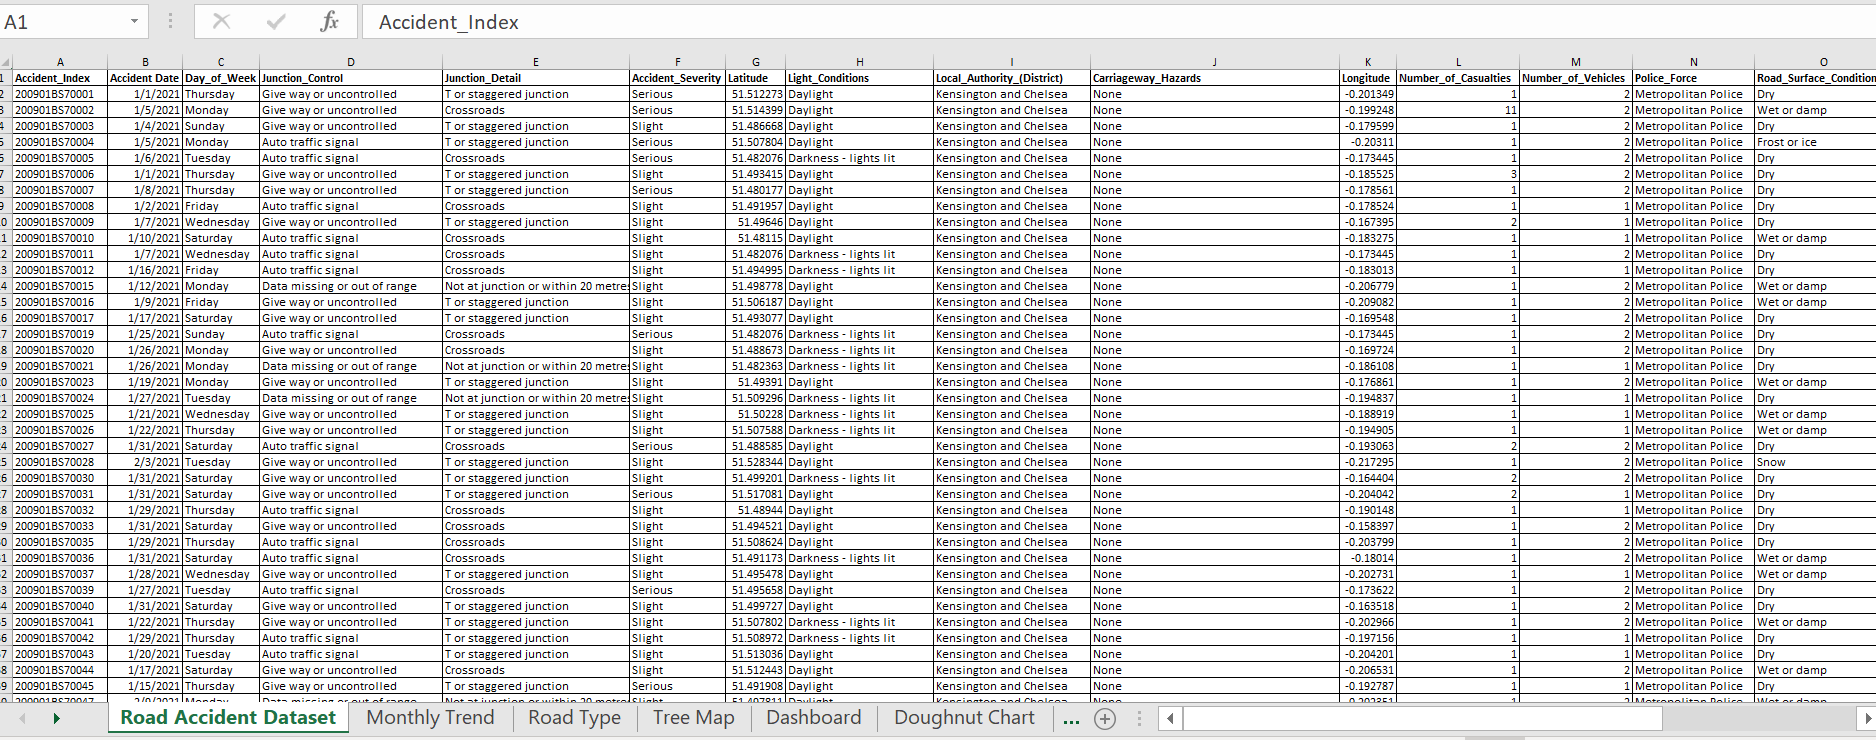 A1 fx Accident_Index
A B C D E F G H I J K L M N O
1 Accident_Index Accident Date Day_of_Week Junction_Control Junction_Detail Accident_Severity Latitude Light_Conditions Local_Authority_(District) Carriageway_Hazards Longitude Number_of_Casualties Number_of_Vehicles Police_Force Road_Surface_Condition
2 200901BS70001 1/1/2021 Thursday Give way or uncontrolled T or staggered junction Serious 51.512273 Daylight Kensington and Chelsea None -0.201349 1 2 Metropolitan Police Dry
3 200901BS70002 1/5/2021 Monday Give way or uncontrolled Crossroads Serious 51.514399 Daylight Kensington and Chelsea None -0.199248 11 2 Metropolitan Police Wet or damp
4 200901BS70003 1/4/2021 Sunday Give way or uncontrolled T or staggered junction Slight 51.486668 Daylight Kensington and Chelsea None -0.179599 1 2 Metropolitan Police Dry
5 200901BS70004 1/5/2021 Monday Auto traffic signal T or staggered junction Serious 51.507804 Daylight Kensington and Chelsea None -0.20311 1 2 Metropolitan Police Frost or ice
6 200901BS70005 1/6/2021 Tuesday Auto traffic signal Crossroads Serious 51.482076 Darkness - lights lit Kensington and Chelsea None -0.173445 1 2 Metropolitan Police Dry
7 200901BS70006 1/1/2021 Thursday Give way or uncontrolled T or staggered junction Slight 51.493415 Daylight Kensington and Chelsea None -0.185525 3 2 Metropolitan Police Dry
8 200901BS70007 1/8/2021 Thursday Give way or uncontrolled T or staggered junction Serious 51.480177 Daylight Kensington and Chelsea None -0.178561 1 2 Metropolitan Police Dry
9 200901BS70008 1/2/2021 Friday Auto traffic signal Crossroads Slight 51.491957 Daylight Kensington and Chelsea None -0.178524 1 1 Metropolitan Police Dry
0 200901BS70009 1/7/2021 Wednesday Give way or uncontrolled T or staggered junction Slight 51.49646 Daylight Kensington and Chelsea None -0.167395 2 1 Metropolitan Police Dry
1 200901BS70010 1/10/2021 Saturday Auto traffic signal Crossroads Slight 51.48115 Daylight Kensington and Chelsea None -0.183275 1 1 Metropolitan Police Wet or damp
2 200901BS70011 1/7/2021 Wednesday Auto traffic signal Crossroads Slight 51.482076 Darkness - lights lit Kensington and Chelsea None -0.173445 1 2 Metropolitan Police Dry
3 200901BS70012 1/16/2021 Friday Auto traffic signal Crossroads Slight 51.494995 Darkness - lights lit Kensington and Chelsea None -0.183013 1 1 Metropolitan Police Dry
4 200901BS70015 1/12/2021 Monday Data missing or out of range Not at junction or within 20 metres Slight 51.498778 Daylight Kensington and Chelsea None -0.206779 1 2 Metropolitan Police Wet or damp
5 200901BS70016 1/9/2021 Friday Give way or uncontrolled T or staggered junction Slight 51.506187 Daylight Kensington and Chelsea None -0.209082 1 2 Metropolitan Police Wet or damp
6 200901BS70017 1/17/2021 Saturday Give way or uncontrolled T or staggered junction Slight 51.493077 Daylight Kensington and Chelsea None -0.169548 1 2 Metropolitan Police Dry
7 200901BS70019 1/25/2021 Sunday Auto traffic signal Crossroads Serious 51.482076 Darkness - lights lit Kensington and Chelsea None -0.173445 1 2 Metropolitan Police Dry
8 200901BS70020 1/26/2021 Monday Give way or uncontrolled Crossroads Slight 51.488673 Darkness - lights lit Kensington and Chelsea None -0.169724 1 2 Metropolitan Police Dry
9 200901BS70021 1/26/2021 Monday Data missing or out of range Not at junction or within 20 metres Slight 51.482363 Darkness - lights lit Kensington and Chelsea None -0.186108 1 1 Metropolitan Police Dry
0 200901BS70023 1/19/2021 Monday Give way or uncontrolled T or staggered junction Slight 51.49391 Daylight Kensington and Chelsea None -0.176861 1 2 Metropolitan Police Wet or damp
1 200901BS70024 1/27/2021 Tuesday Data missing or out of range Not at junction or within 20 metres Slight 51.509296 Darkness - lights lit Kensington and Chelsea None -0.194837 1 1 Metropolitan Police Dry
2 200901BS70025 1/21/2021 Wednesday Give way or uncontrolled T or staggered junction Slight 51.50228 Darkness - lights lit Kensington and Chelsea None -0.188919 1 1 Metropolitan Police Wet or damp
3 200901BS70026 1/22/2021 Thursday Give way or uncontrolled T or staggered junction Slight 51.507588 Darkness - lights lit Kensington and Chelsea None -0.194905 1 1 Metropolitan Police Wet or damp
4 200901BS70027 1/31/2021 Saturday Auto traffic signal Crossroads Serious 51.488585 Daylight Kensington and Chelsea None -0.193063 2 2 Metropolitan Police Dry
5 200901BS70028 2/3/2021 Tuesday Give way or uncontrolled T or staggered junction Slight 51.528344 Daylight Kensington and Chelsea None -0.217295 1 2 Metropolitan Police Snow
6 200901BS70030 1/31/2021 Saturday Give way or uncontrolled T or staggered junction Slight 51.499201 Darkness - lights lit Kensington and Chelsea None -0.164404 2 2 Metropolitan Police Dry
7 200901BS70031 1/31/2021 Saturday Give way or uncontrolled T or staggered junction Serious 51.517081 Daylight Kensington and Chelsea None -0.204042 2 1 Metropolitan Police Dry
8 200901BS70032 1/29/2021 Thursday Auto traffic signal Crossroads Slight 51.48944 Daylight Kensington and Chelsea None -0.190148 1 1 Metropolitan Police Dry
9 200901BS70033 1/31/2021 Saturday Give way or uncontrolled Crossroads Slight 51.494521 Daylight Kensington and Chelsea None -0.158397 1 2 Metropolitan Police Dry
0 200901BS70035 1/29/2021 Thursday Auto traffic signal Crossroads Slight 51.508624 Daylight Kensington and Chelsea None -0.203799 1 2 Metropolitan Police Dry
1 200901BS70036 1/31/2021 Saturday Auto traffic signal Crossroads Slight 51.491173 Darkness - lights lit Kensington and Chelsea None -0.18014 1 2 Metropolitan Police Wet or damp
2 200901BS70037 1/28/2021 Wednesday Give way or uncontrolled T or staggered junction Slight 51.495478 Daylight Kensington and Chelsea None -0.202731 1 1 Metropolitan Police Wet or damp
3 200901BS70039 1/27/2021 Tuesday Auto traffic signal Crossroads Serious 51.495658 Daylight Kensington and Chelsea None -0.173622 1 2 Metropolitan Police Dry
4 200901BS70040 1/31/2021 Saturday Give way or uncontrolled T or staggered junction Slight 51.499727 Daylight Kensington and Chelsea None -0.163518 1 2 Metropolitan Police Dry
5 200901BS70041 1/22/2021 Thursday Give way or uncontrolled T or staggered junction Slight 51.507802 Darkness - lights lit Kensington and Chelsea None -0.202966 1 2 Metropolitan Police Wet or damp
6 200901BS70042 1/29/2021 Thursday Auto traffic signal T or staggered junction Slight 51.508972 Darkness - lights lit Kensington and Chelsea None -0.197156 1 1 Metropolitan Police Dry
7 200901BS70043 1/20/2021 Tuesday Auto traffic signal T or staggered junction Slight 51.513036 Daylight Kensington and Chelsea None -0.204201 1 1 Metropolitan Police Dry
8 200901BS70044 1/17/2021 Saturday Give way or uncontrolled Crossroads Slight 51.512443 Daylight Kensington and Chelsea None -0.206531 1 2 Metropolitan Police Wet or damp
9 200901BS70045 1/15/2021 Thursday Give way or uncontrolled T or staggered junction Serious 51.491908 Daylight Kensington and Chelsea None -0.192787 1 1 Metropolitan Police Dry
Road Accident Dataset Monthly Trend Road Type Tree Map Dashboard Doughnut Chart ...